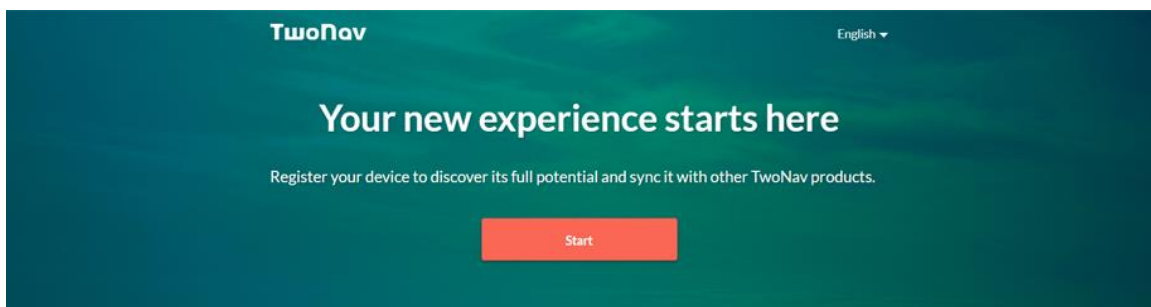 TwoNav
English
Your new experience starts here
Register your device to discover its full potential and sync it with other TwoNav products.
Start